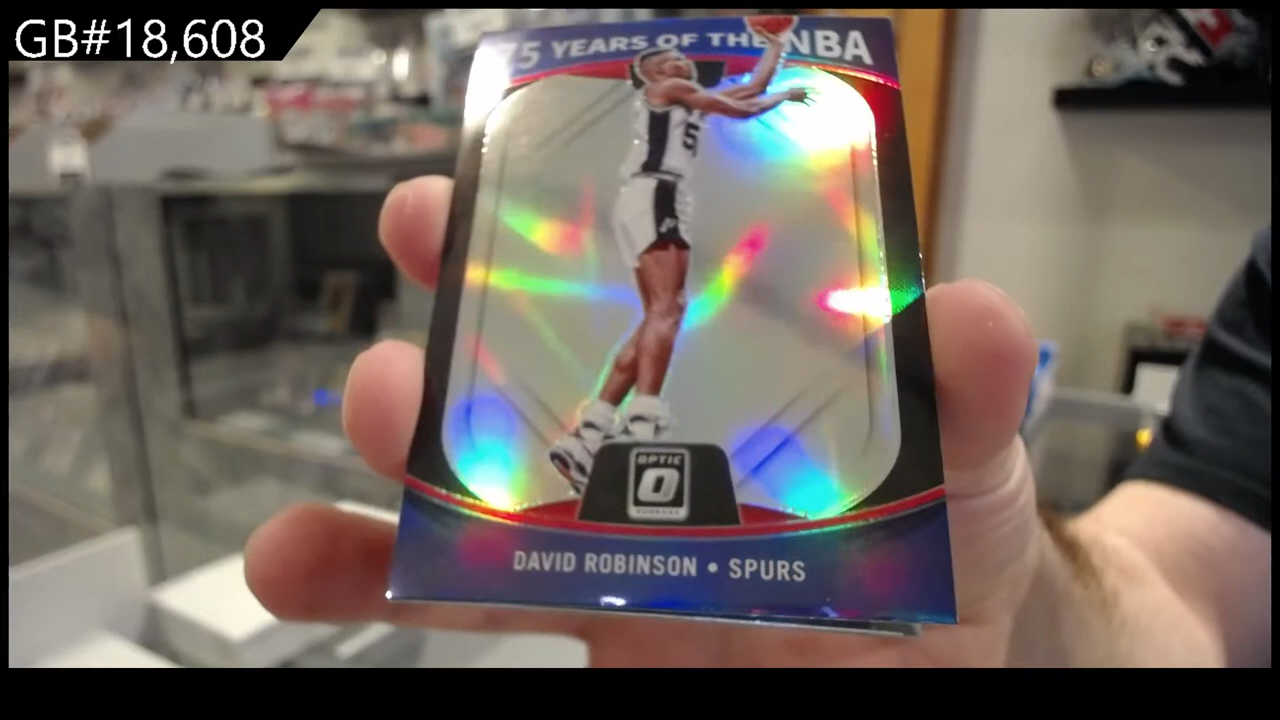 GB#18,608
75 YEARS OF THE NBA
5
OPTIC
DAVID ROBINSON • SPURS